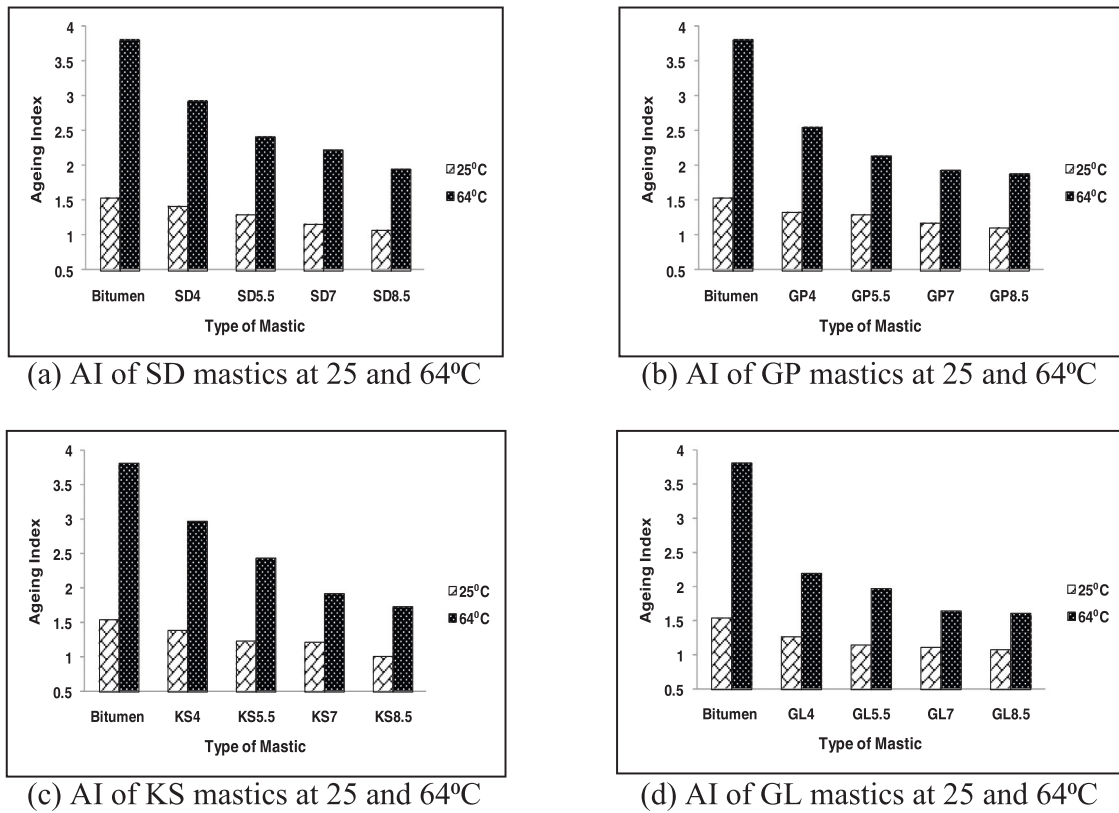 4
3.5
3
2.5
2
1.5
1
0.5
Ageing Index
Bitumen SD4 SD5.5 SD7 SD8.5
Type of Mastic
25⁰C
64⁰C
(a) AI of SD mastics at 25 and 64⁰C
4
3.5
3
2.5
2
1.5
1
0.5
Ageing Index
Bitumen GP4 GP5.5 GP7 GP8.5
Type of Mastic
25⁰C
64⁰C
(b) AI of GP mastics at 25 and 64⁰C
4
3.5
3
2.5
2
1.5
1
0.5
Ageing Index
Bitumen KS4 KS5.5 KS7 KS8.5
Type of Mastic
25⁰C
64⁰C
(c) AI of KS mastics at 25 and 64⁰C
4
3.5
3
2.5
2
1.5
1
0.5
Ageing Index
Bitumen GL4 GL5.5 GL7 GL8.5
Type of Mastic
25⁰C
64⁰C
(d) AI of GL mastics at 25 and 64⁰C